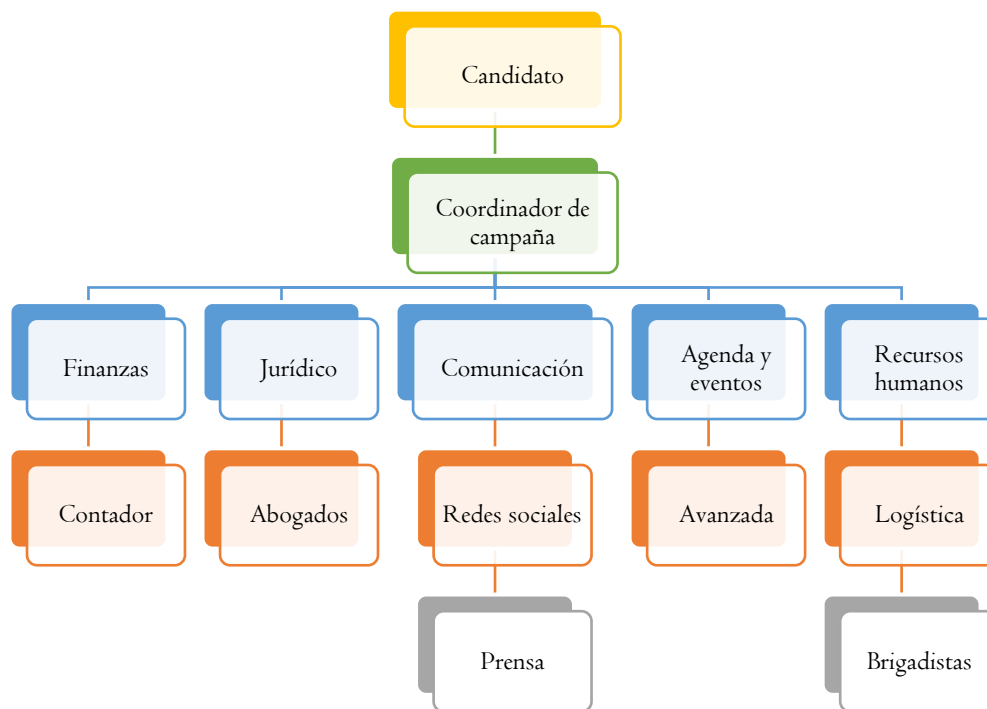 Candidato
Coordinador de
campaña
Finanzas
Jurídico
Comunicación
Agenda y
eventos
Recursos
humanos
Contador
Abogados
Redes sociales
Avanzada
Logística
Prensa
Brigadistas